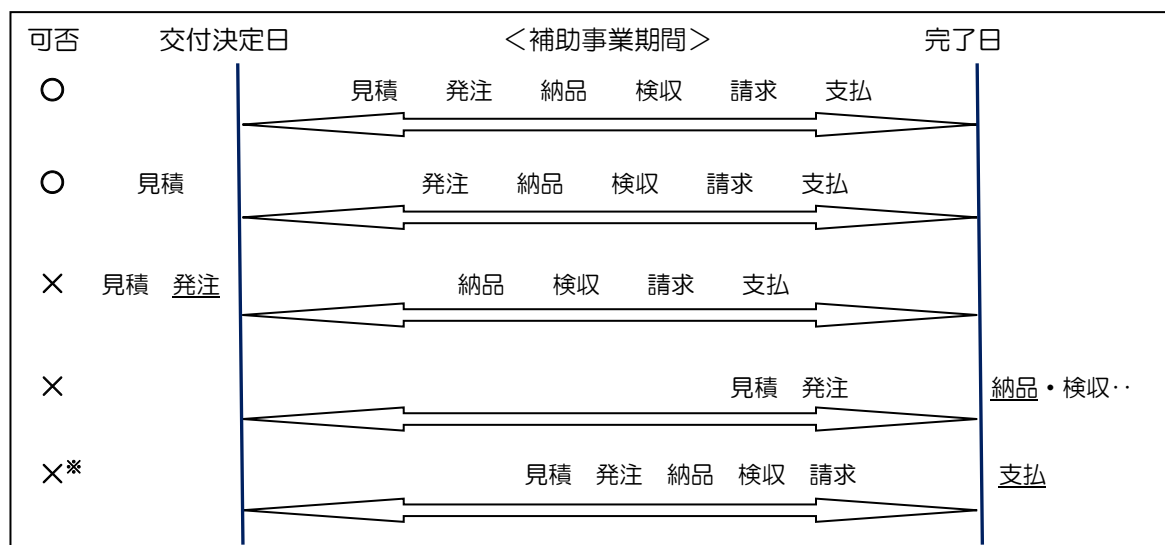 可否 交付決定日 ＜補助事業期間＞ 完了日
○ 見積 発注 納品 検収 請求 支払
○ 見積 発注 納品 検収 請求 支払
× 見積 発注 納品 検収 請求 支払
× 見積 発注 納品・検収‥
×※ 見積 発注 納品 検収 請求 支払